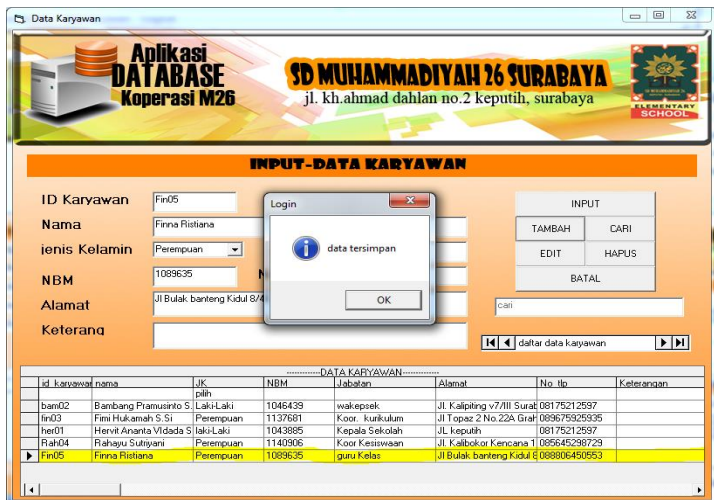 Data Karyawan
Aplikasi
DATABASE
Koperasi M26
SD MUHAMMADIYAH 26 SURABAYA
jl. kh.ahmad dahlan no.2 keputih, surabaya
ELEMENTARY
SCHOOL
INPUT-DATA KARYAWAN
ID Karyawan Fin05
Nama Finna Ristiana
jenis Kelamin Perempuan
NBM 1089635 N
Alamat Jl Bulak banteng Kidul 8/4
Keterang
Login
data tersimpan
OK
INPUT
TAMBAH CARI
EDIT HAPUS
BATAL
cari
daftar data karyawan
-------------DATA KARYAWAN-------------
id_karyawan nama JK NBM Jabatan Alamat No_tlp Keterangan
pilih
bam02 Bambang Pramusinto S. Laki-Laki 1046439 wakepsek Jl. Kalipiting v7/III Surab 08175212597
fin03 Fimi Hukamah S.Si Perempuan 1137681 Koor. kurikulum Jl Topaz 2 No.22A Grah 089675925935
her01 Hervit Ananta VIdada S laki-Laki 1043885 Kepala Sekolah JL keputih 08175212597
Rah04 Rahayu Sutriyani Perempuan 1140906 Koor Kesiswaan Jl. Kalibokor Kencana 1 085645298729
Fin05 Finna Ristiana Perempuan 1089635 guru Kelas Jl Bulak banteng Kidul 8 088806450553